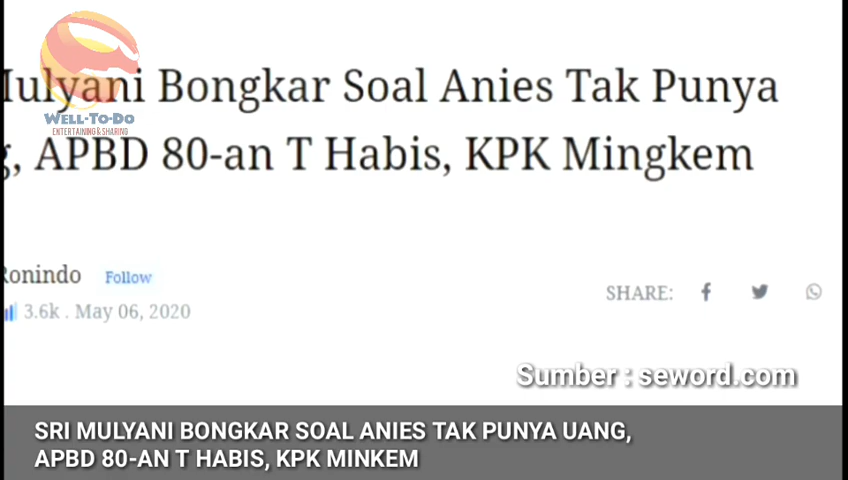 WELL-TO-DO
ENTERTAINING & SHARING
Mulyani Bongkar Soal Anies Tak Punya
g, APBD 80-an T Habis, KPK Mingkem
Ronindo Follow
3.6k . May 06, 2020
SHARE:
Sumber : seword.com
SRI MULYANI BONGKAR SOAL ANIES TAK PUNYA UANG,
APBD 80-AN T HABIS, KPK MINKEM